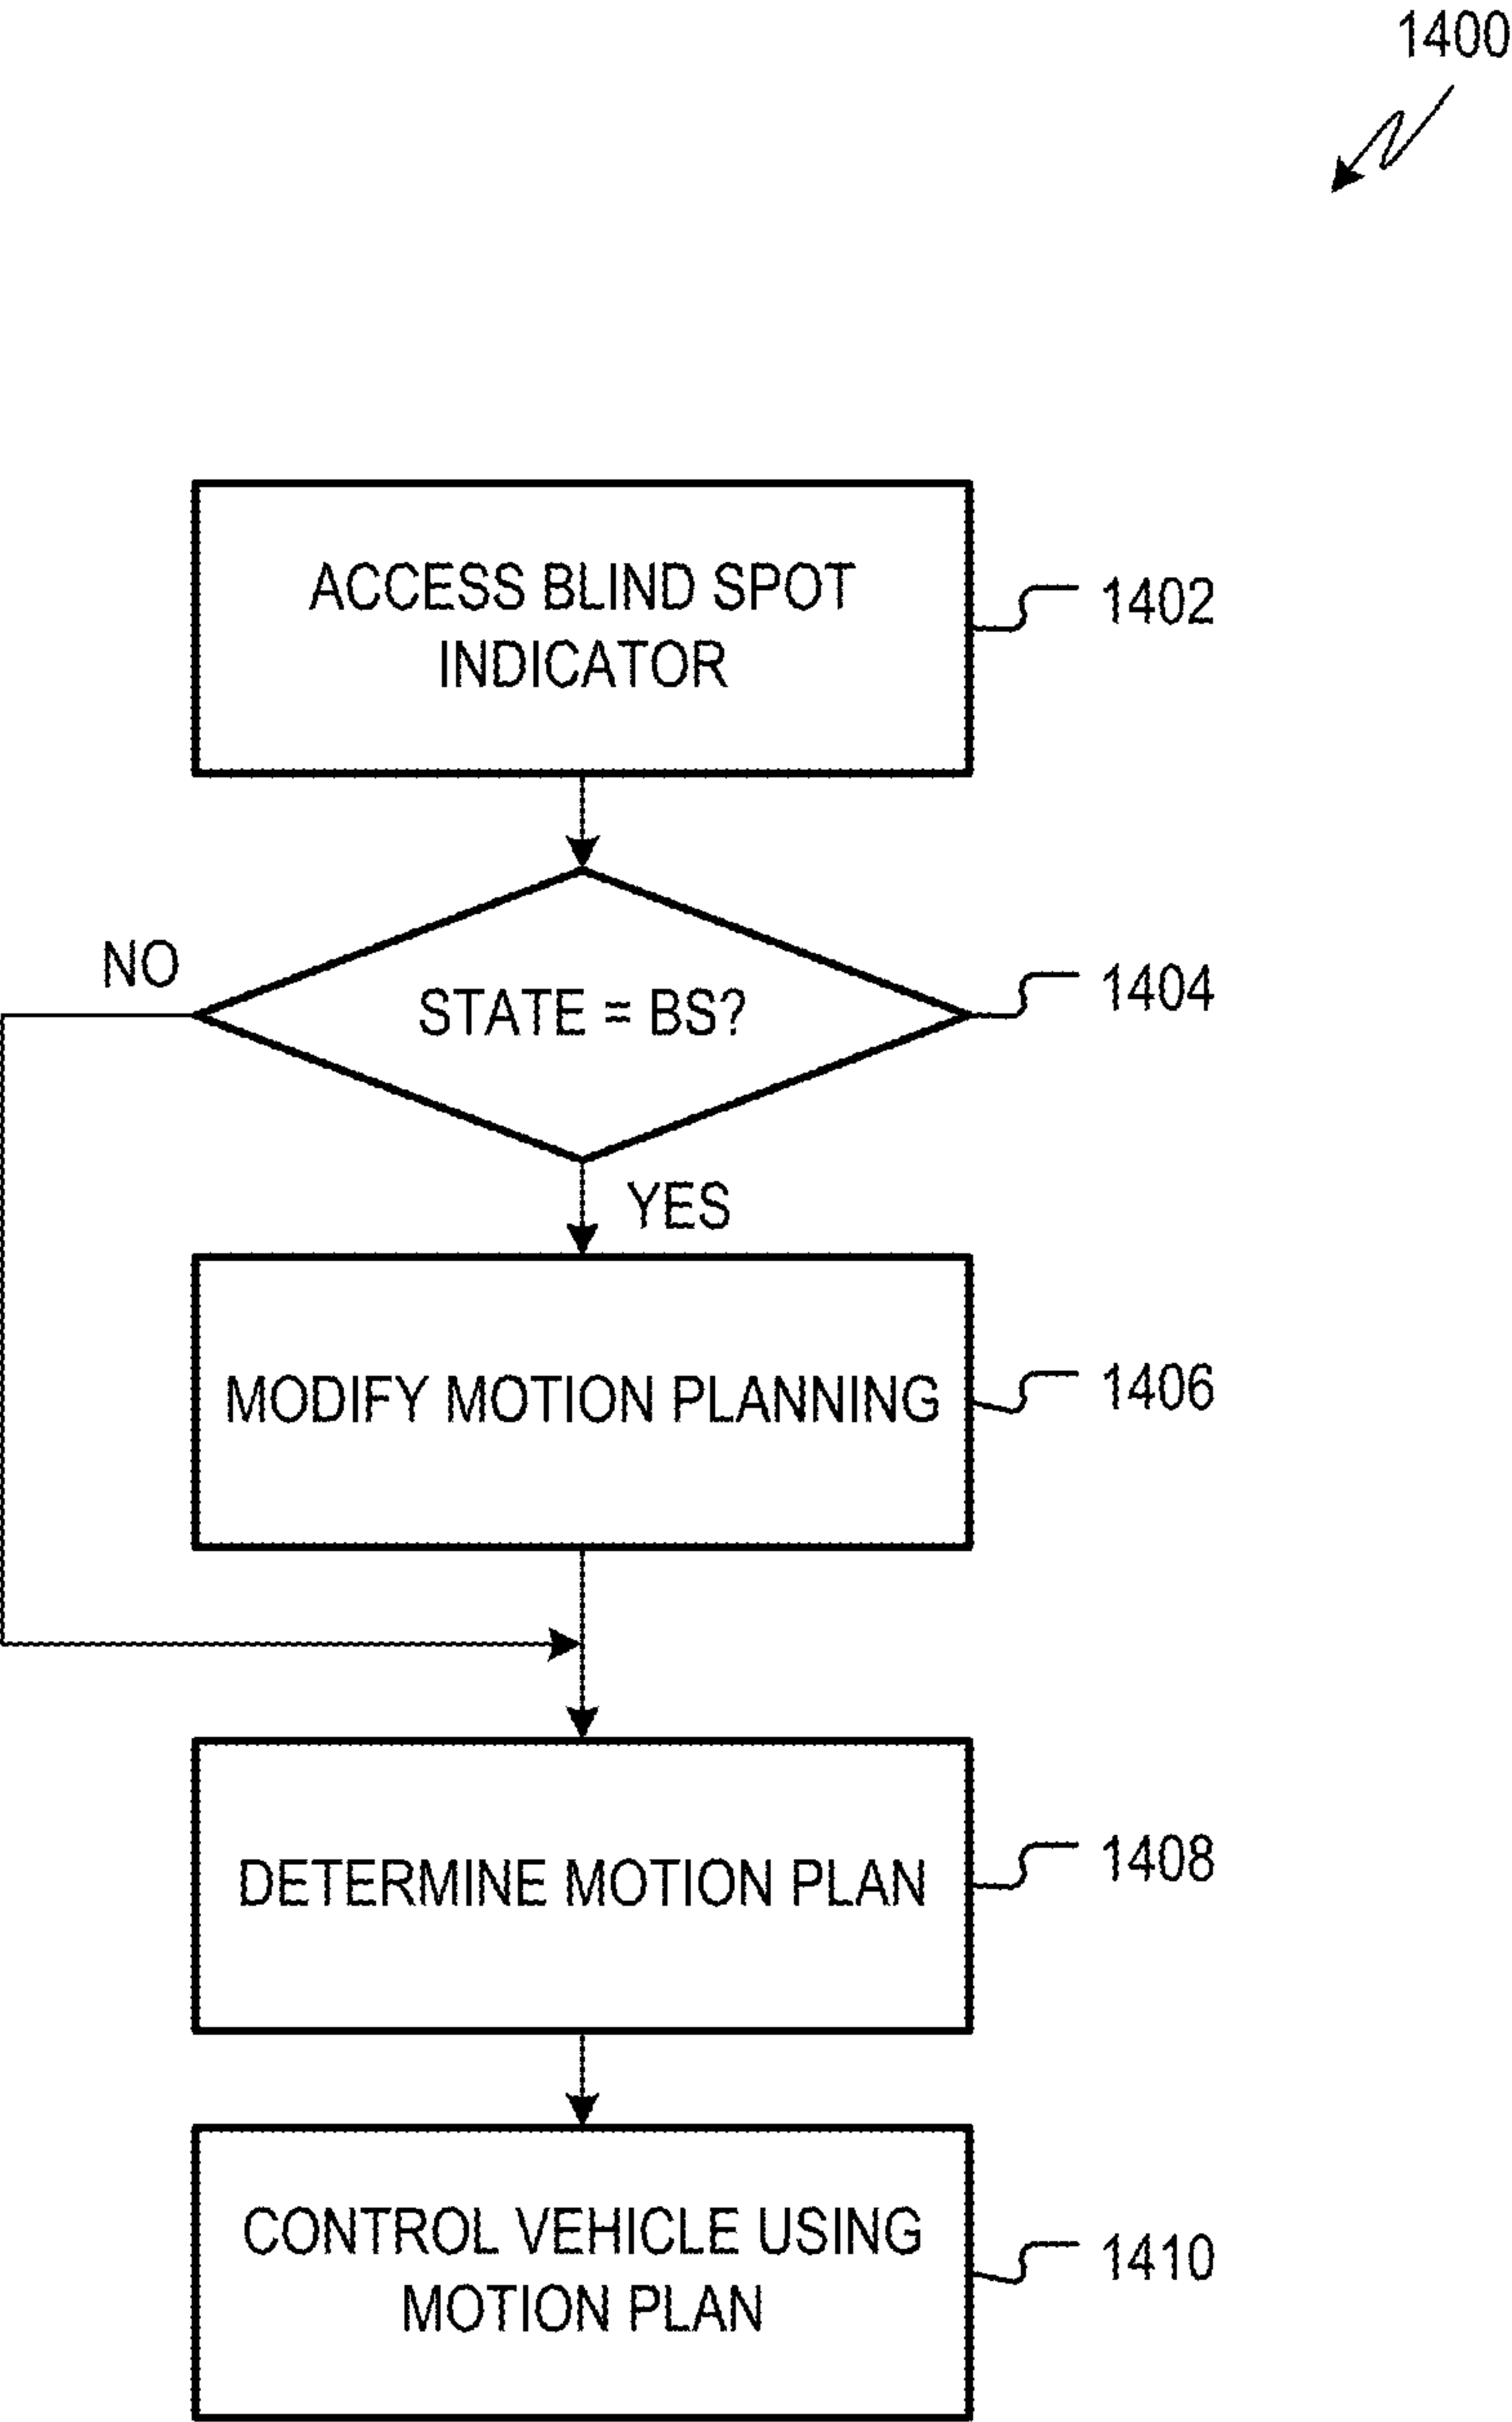 1400
ACCESS BLIND SPOT
INDICATOR
1402
NO
STATE = BS?
1404
YES
MODIFY MOTION PLANNING
1406
DETERMINE MOTION PLAN
1408
CONTROL VEHICLE USING
MOTION PLAN
1410